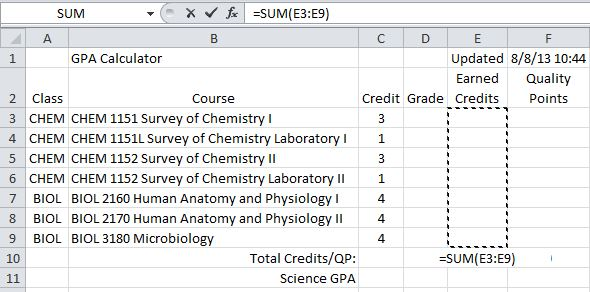 SUM fx =SUM(E3:E9)
A B C D E F
1 GPA Calculator Updated 8/8/13 10:44
Earned Quality
2 Class Course Credit Grade Credits Points
3 CHEM CHEM 1151 Survey of Chemistry I 3
4 CHEM CHEM 1151L Survey of Chemistry Laboratory I 1
5 CHEM CHEM 1152 Survey of Chemistry II 3
6 CHEM CHEM 1152 Survey of Chemistry Laboratory II 1
7 BIOL BIOL 2160 Human Anatomy and Physiology I 4
8 BIOL BIOL 2170 Human Anatomy and Physiology II 4
9 BIOL BIOL 3180 Microbiology 4
10 Total Credits/QP: =SUM(E3:E9)
11 Science GPA